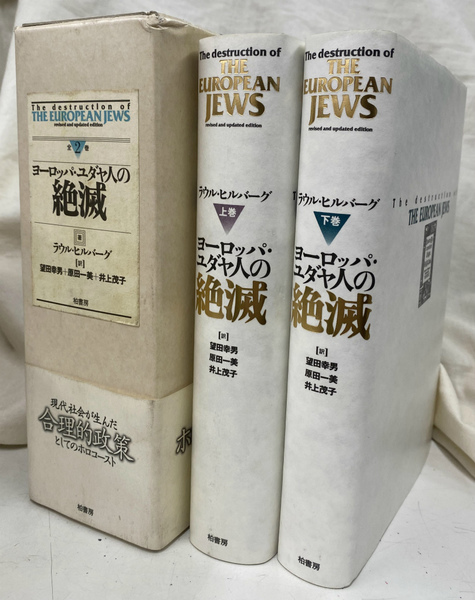 The destruction of
THE EUROPEAN JEWS
revised and updated edition
全2巻
ヨーロッパ・ユダヤ人の
絶滅
著
ラウル・ヒルバーグ
[訳]
望田幸男+原田一美+井上茂子
柏書房
現代社会が生んだ
合理的政策
としてのホロコースト
ホ
柏書房
The destruction of
THE
EUROPEAN
JEWS
revised and updated edition
ラウル・ヒルバーグ
上巻
ヨーロッパ・
ユダヤ人の
絶滅
[訳]
望田幸男
原田一美
井上茂子
柏書房
The destruction of
THE
EUROPEAN
JEWS
revised and updated edition
ラウル・ヒルバーグ
下巻
ヨーロッパ・
ユダヤ人の
絶滅
[訳]
望田幸男
原田一美
井上茂子
柏書房
The destruction of
THE EUROPEAN JEWS